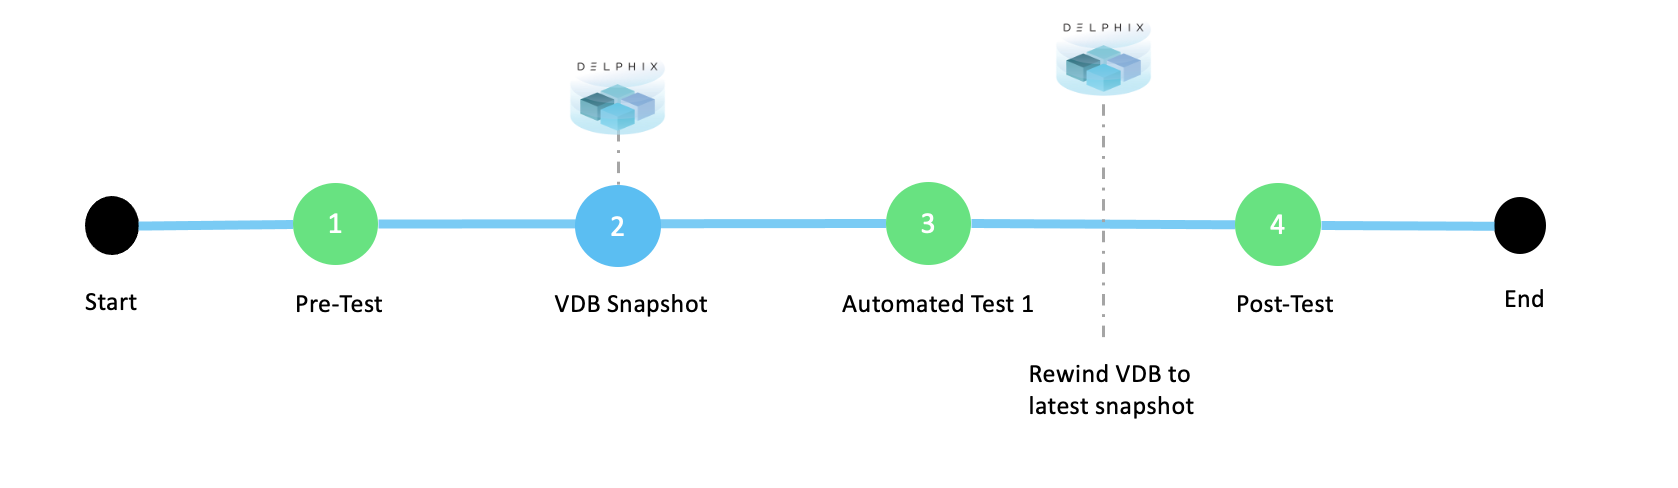 DELPHIX
DELPHIX
1
2
3
4
Start
Pre-Test
VDB Snapshot
Automated Test 1
Post-Test
End
Rewind VDB to
latest snapshot